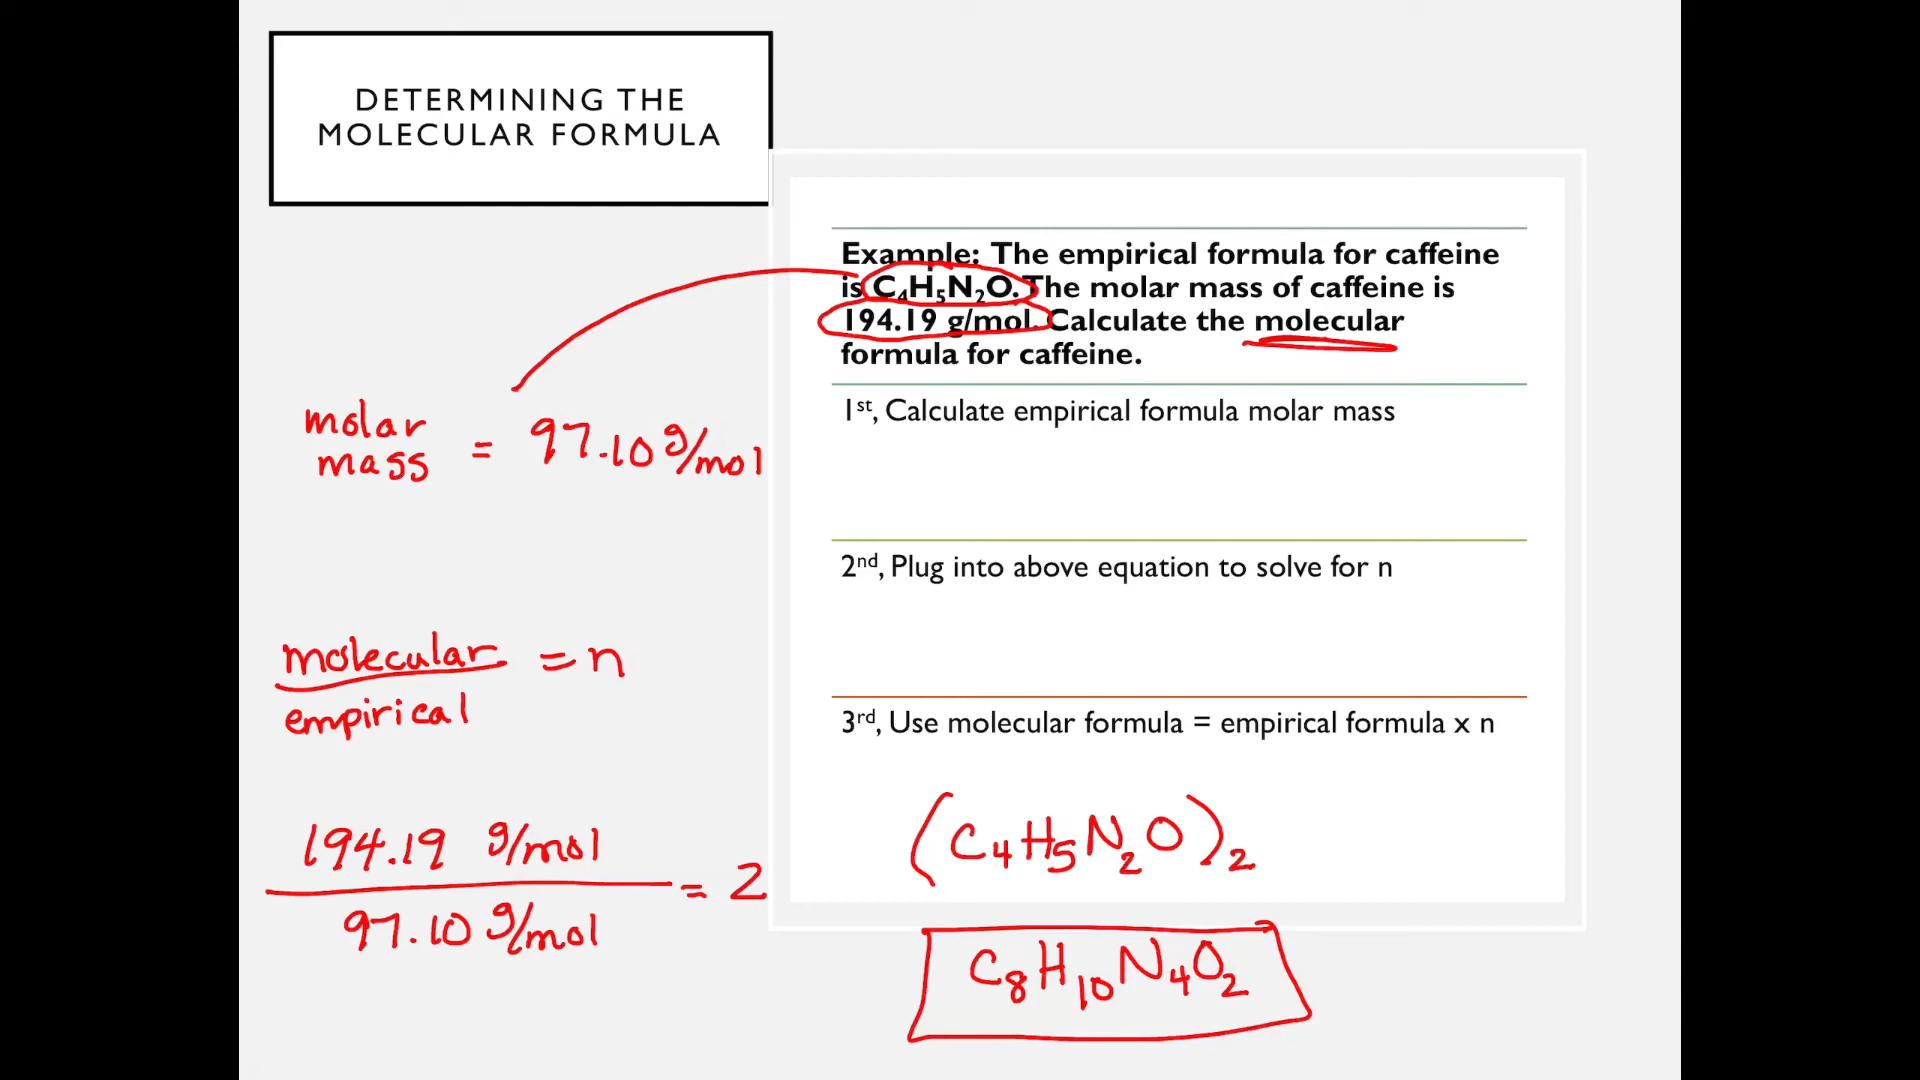 DETERMINING THE
MOLECULAR FORMULA
Example: The empirical formula for caffeine
is C₄H₅N₂O. The molar mass of caffeine is
194.19 g/mol. Calculate the molecular
formula for caffeine.
1st, Calculate empirical formula molar mass
2nd, Plug into above equation to solve for n
3rd, Use molecular formula = empirical formula x n
(C₄H₅N₂O)₂
C₈H₁₀N₄O₂
molar
mass = 97.10 g/mol
molecular = n
empirical
194.19 g/mol
= 2
97.10 g/mol